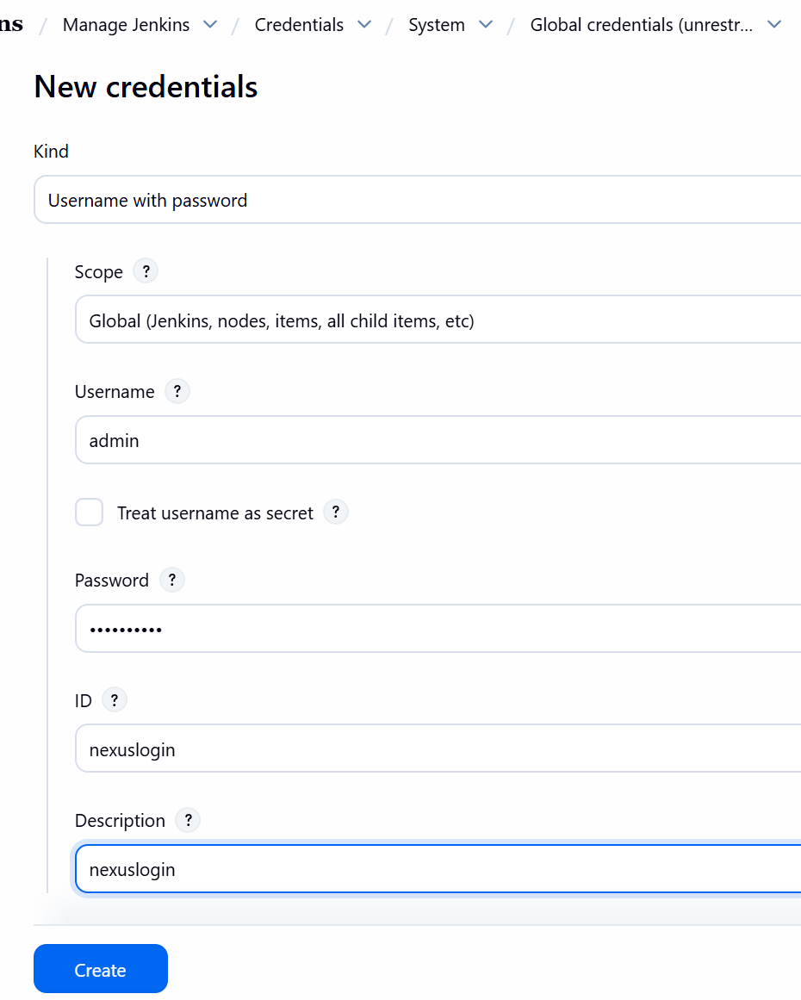 ns / Manage Jenkins / Credentials / System / Global credentials (unrestr...
New credentials
Kind
Username with password
Scope ?
Global (Jenkins, nodes, items, all child items, etc)
Username ?
admin
Treat username as secret ?
Password ?
••••••••••
ID ?
nexuslogin
Description ?
nexuslogin
Create